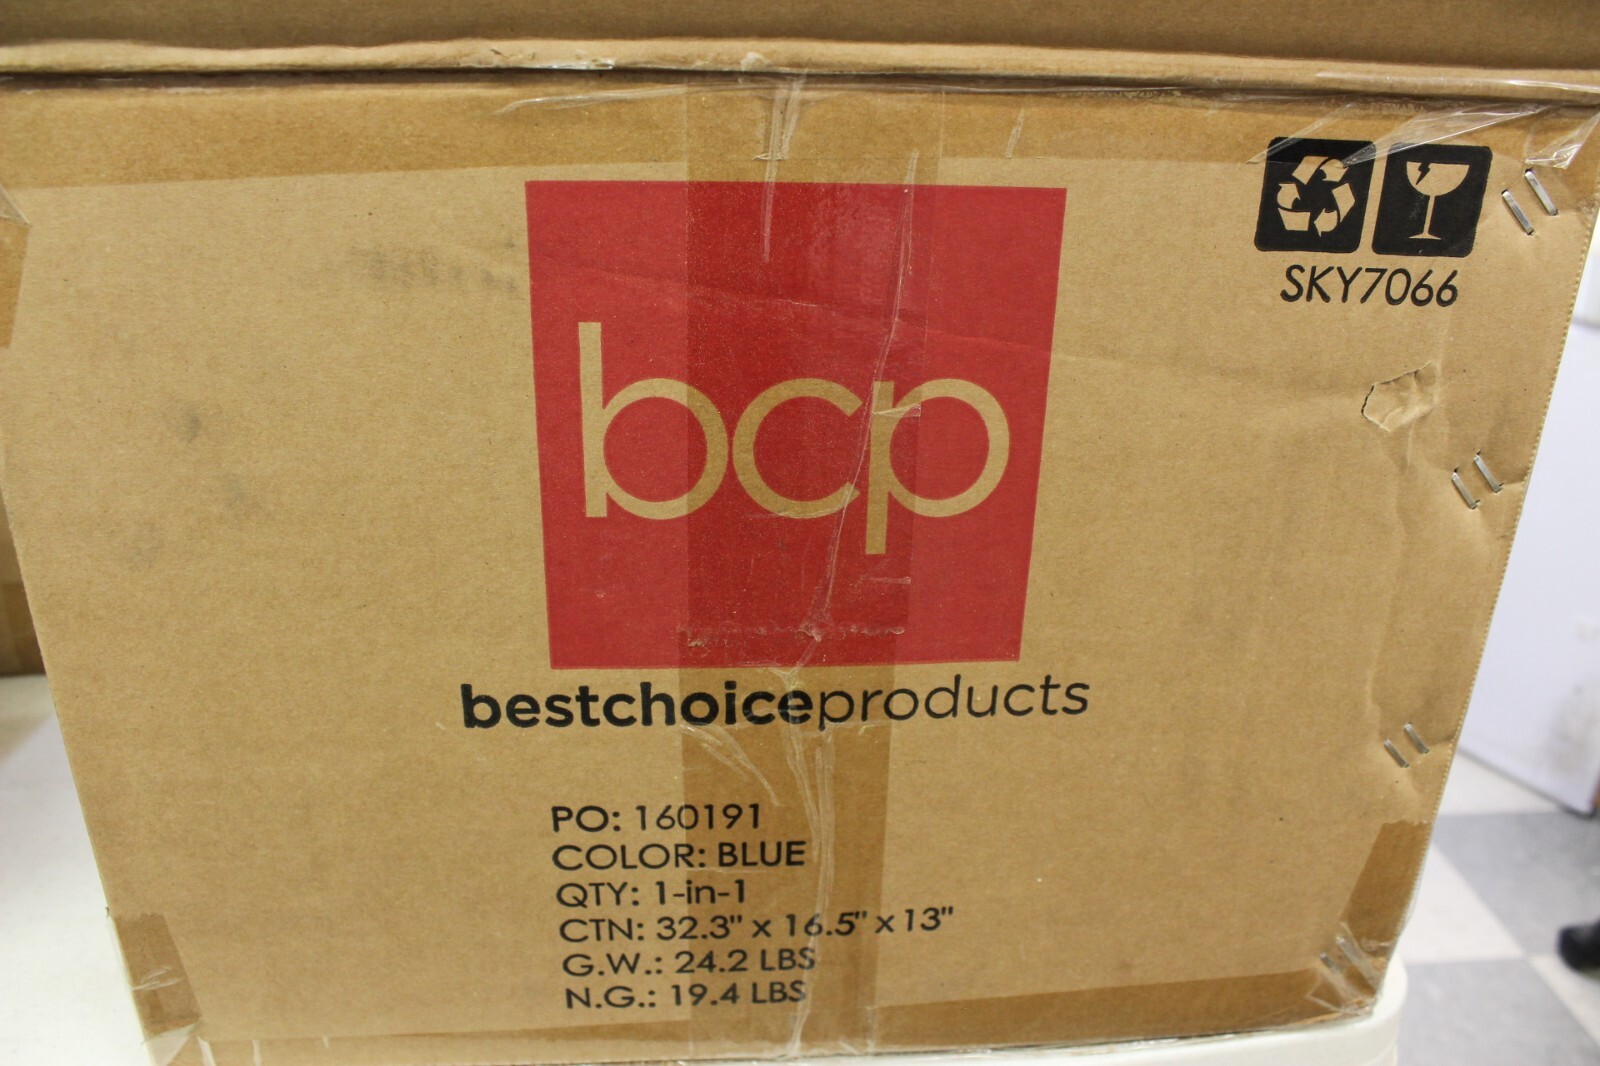 SKY7066
bcp
bestchoiceproducts
PO: 160191
COLOR: BLUE
QTY: 1-in-1
CTN: 32.3" x 16.5" x 13"
G.W.: 24.2 LBS
N.G.: 19.4 LBS